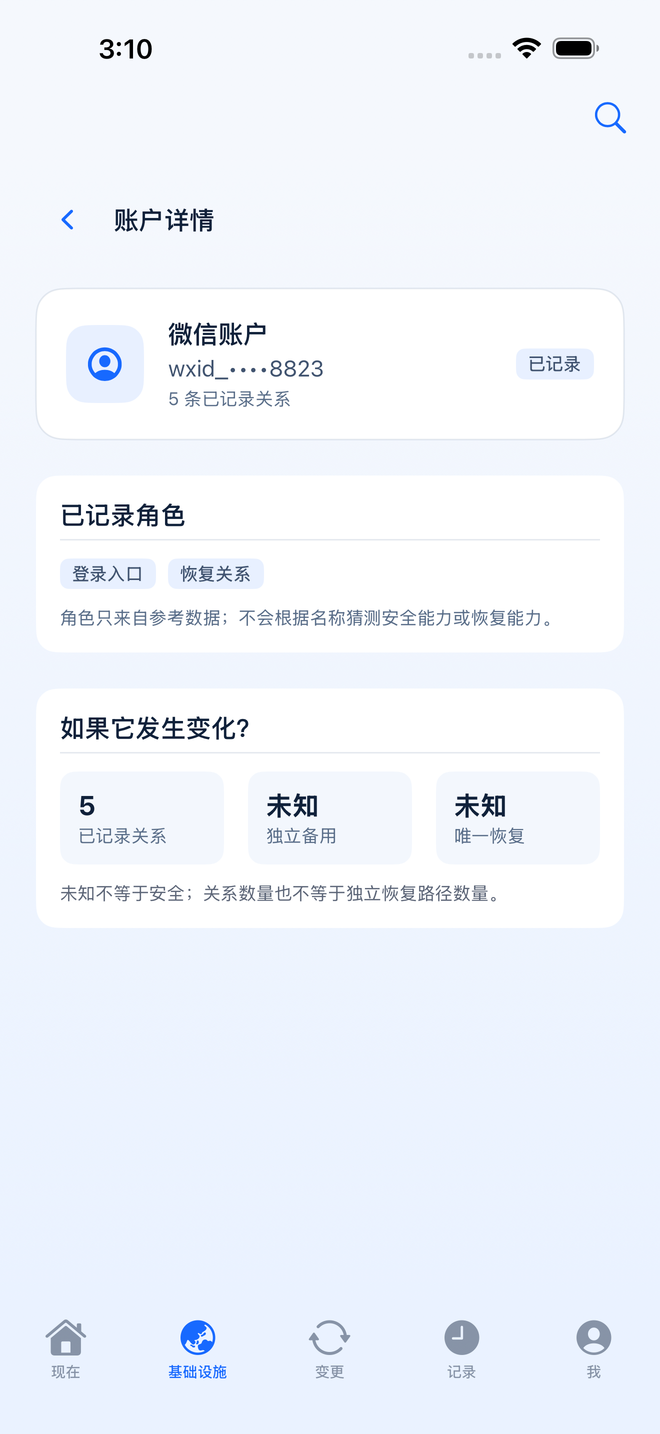 3:10
账户详情
微信账户
wxid_••••8823
5 条已记录关系
已记录
已记录角色
登录入口
恢复关系
角色只来自参考数据；不会根据名称猜测安全能力或恢复能力。
如果它发生变化?
5
已记录关系
未知
独立备用
未知
唯一恢复
未知不等于安全；关系数量也不等于独立恢复路径数量。
现在
基础设施
变更
记录
我